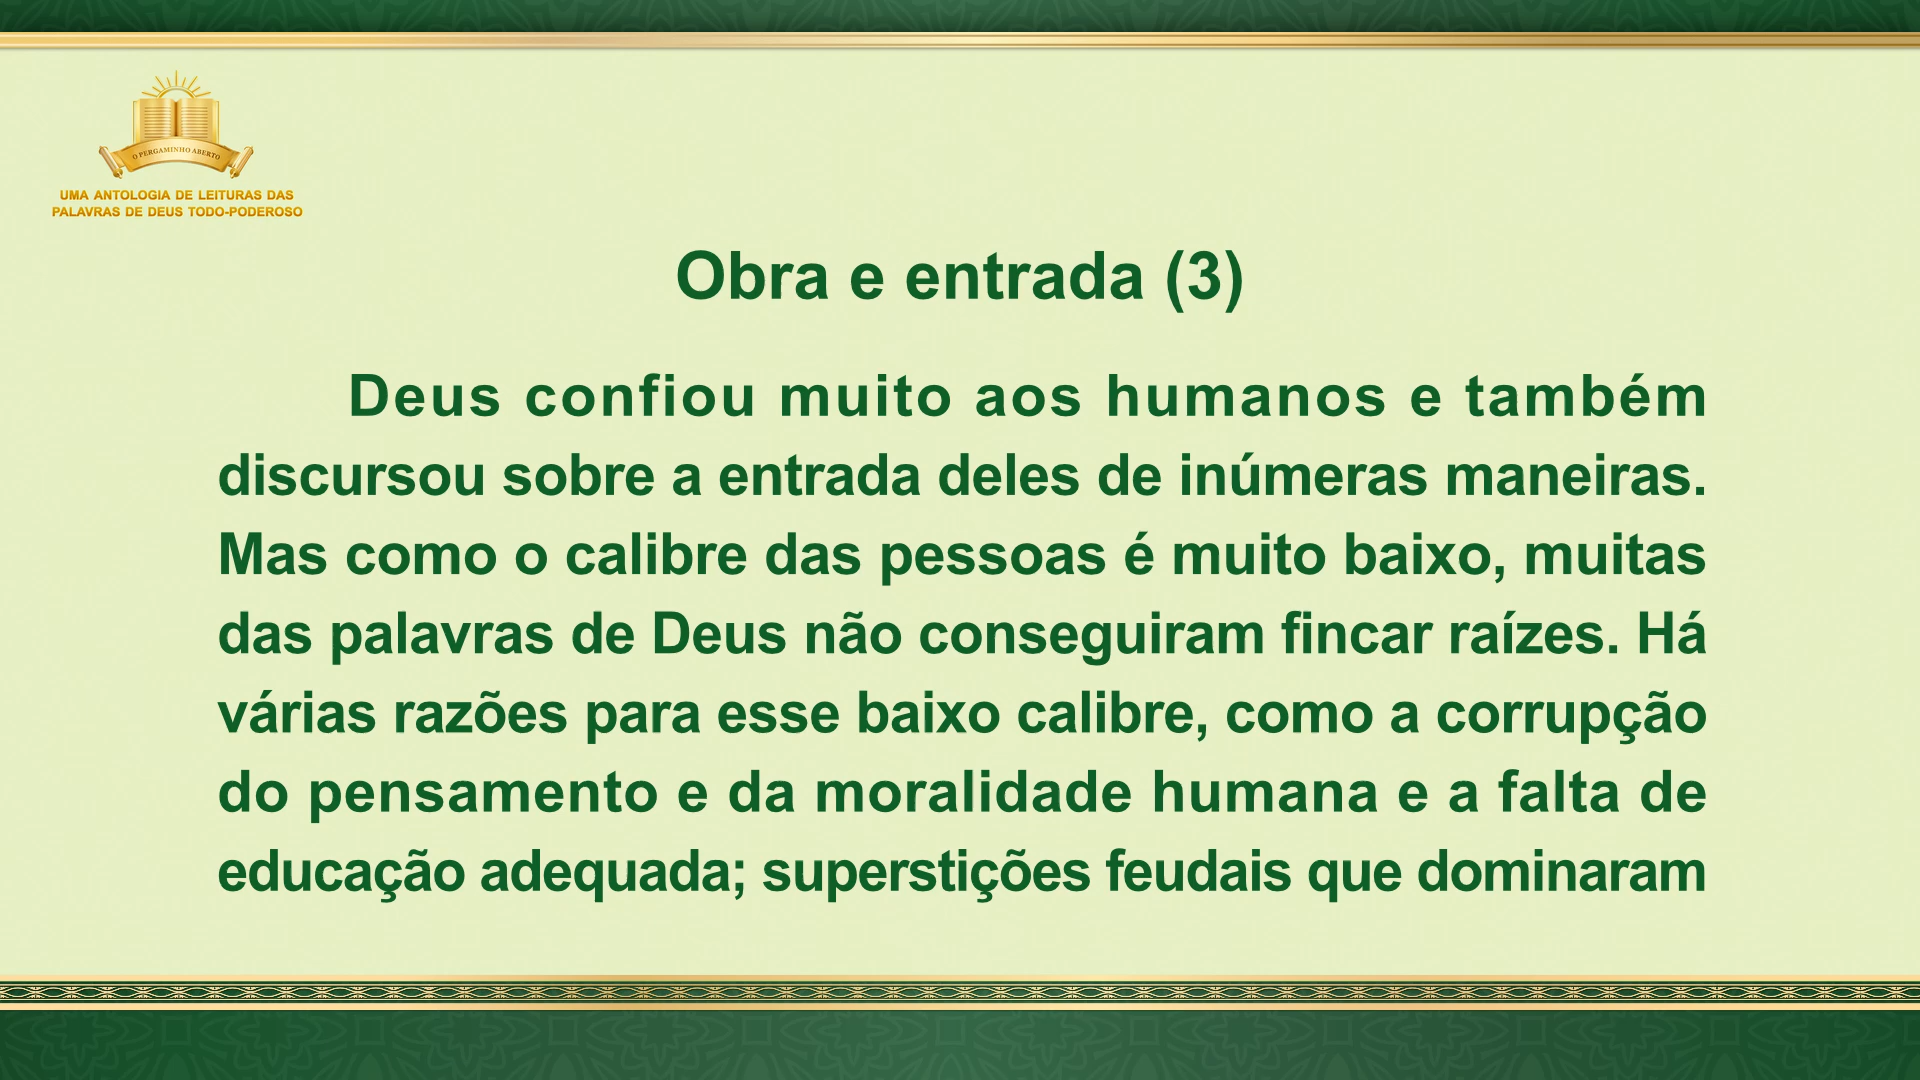 O PERGAMINHO ABERTO
UMA ANTOLOGIA DE LEITURAS DAS
PALAVRAS DE DEUS TODO-PODEROSO
Obra e entrada (3)
Deus confiou muito aos humanos e também
discursou sobre a entrada deles de inúmeras maneiras.
Mas como o calibre das pessoas é muito baixo, muitas
das palavras de Deus não conseguiram fincar raízes. Há
várias razões para esse baixo calibre, como a corrupção
do pensamento e da moralidade humana e a falta de
educação adequada; superstições feudais que dominaram